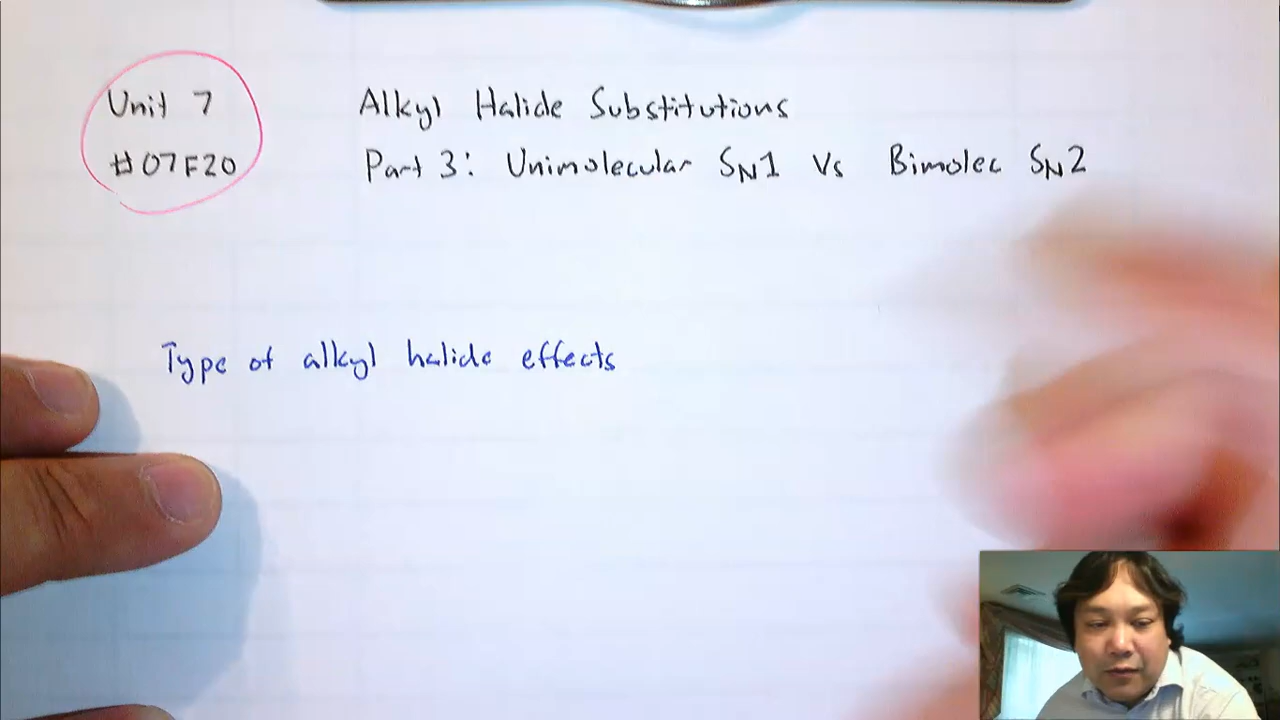 Unit 7
#07F20
Alkyl Halide Substitutions
Part 3: Unimolecular SN1 Vs Bimolec SN2
Type of alkyl halide effects